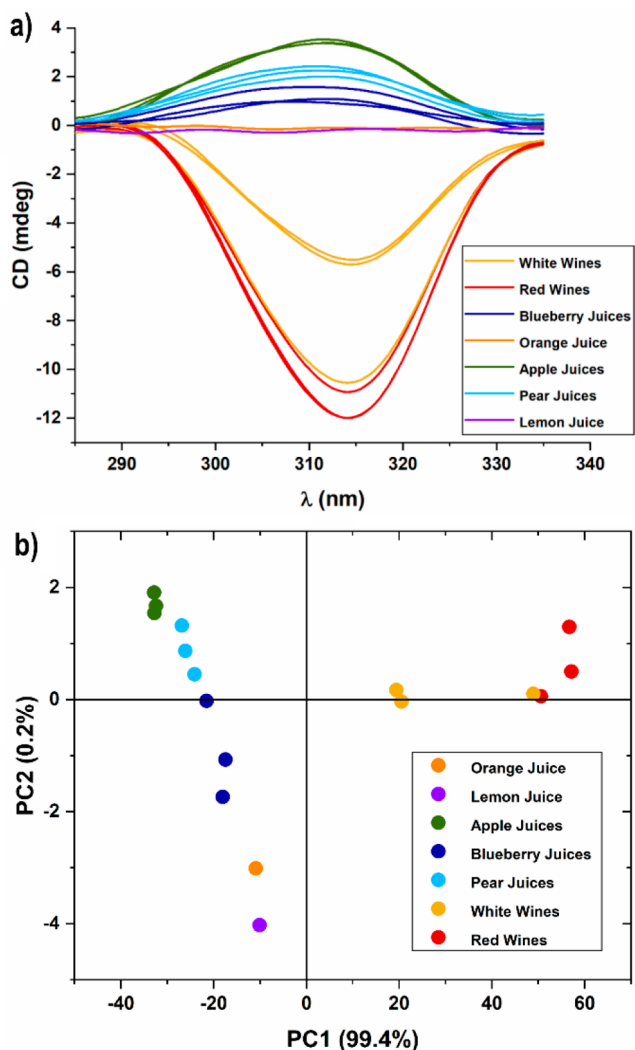 a)
4
2
0
-2
-4
-6
-8
-10
-12
CD (mdeg)
White Wines
Red Wines
Blueberry Juices
Orange Juice
Apple Juices
Pear Juices
Lemon Juice
290 300 310 320 330 340
λ (nm)
b)
2
0
-2
-4
PC2 (0.2%)
Orange Juice
Lemon Juice
Apple Juices
Blueberry Juices
Pear Juices
White Wines
Red Wines
-40 -20 0 20 40 60
PC1 (99.4%)